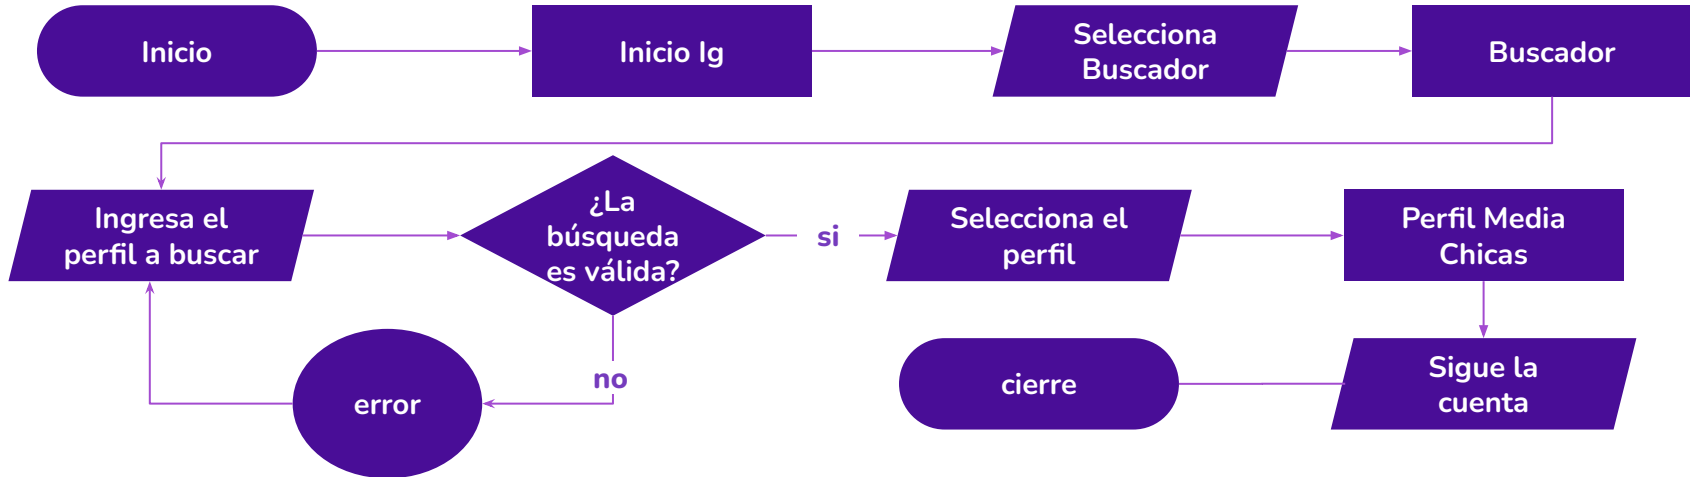 Inicio
Inicio Ig
Selecciona
Buscador
Buscador
Ingresa el
perfil a buscar
¿La
búsqueda
es válida?
si
Selecciona el
perfil
Perfil Media
Chicas
no
error
cierre
Sigue la
cuenta